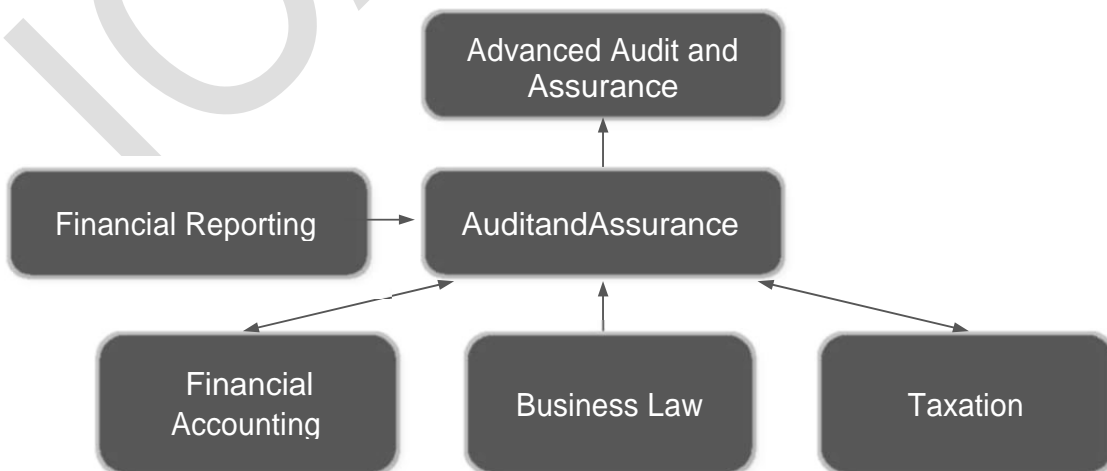 Advanced Audit and
Assurance
Financial Reporting
AuditandAssurance
Financial
Accounting
Business Law
Taxation